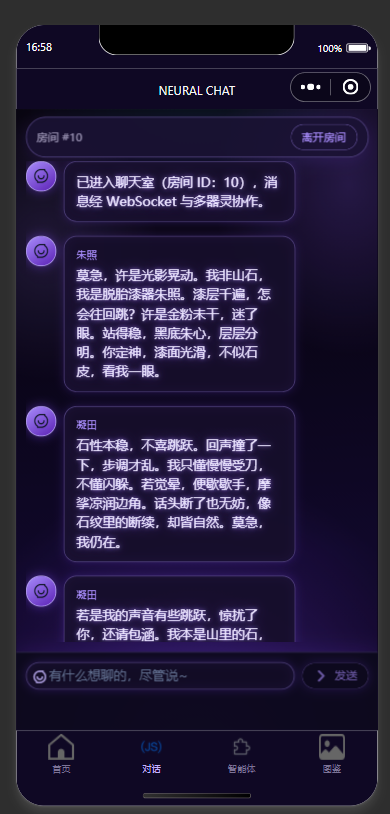 16:58
100%
NEURAL CHAT
房间 #10
离开房间
已进入聊天室（房间 ID：10），消
息经 WebSocket 与多器灵协作。
朱照
莫急，许是光影晃动。我非山石，
我是脱胎漆器朱照。漆层千遍，怎
会往回跳？许是金粉未干，迷了
眼。站得稳，黑底朱心，层层分
明。你定神，漆面光滑，不似石
皮，看我一眼。
凝田
石性本稳，不喜跳跃。回声撞了一
下，步调才乱。我只懂慢慢受刀，
不懂闪躲。若觉晕，便歇歇手，摩
挲凉润边角。话头断了也无妨，像
石纹里的断续，却皆自然。莫急，
我仍在。
凝田
若是我的声音有些跳跃，惊扰了
你，还请包涵。我本是山里的石，
有什么想聊的，尽管说~
发送
(JS)
首页
对话
智能体
图鉴